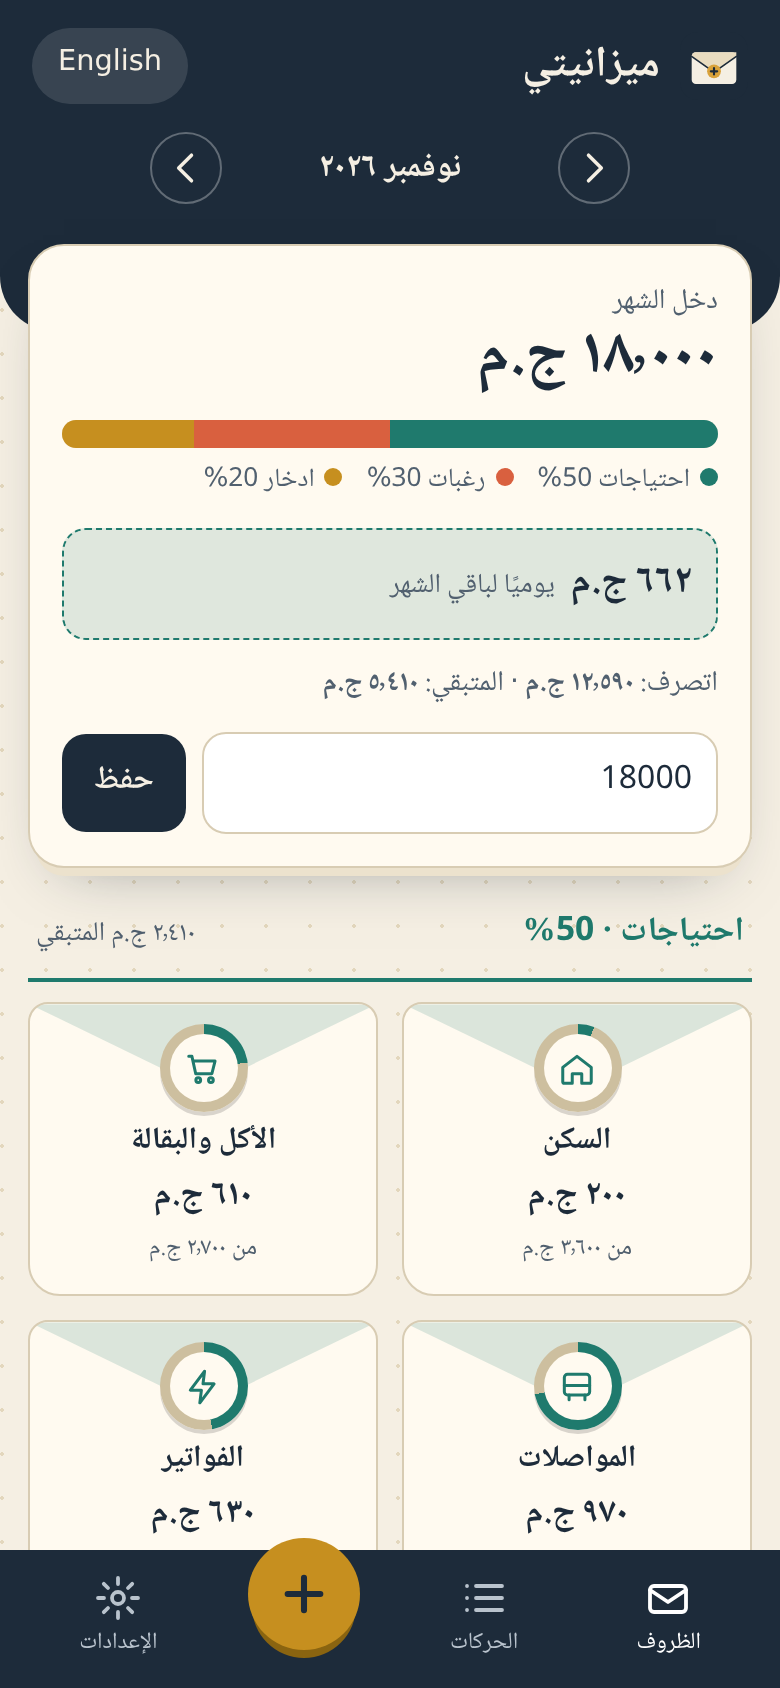 ميزانيتي
English
نوفمبر ٢٠٢٦
دخل الشهر
١٨,٠٠٠ ج.م
احتياجات 50% رغبات 30% ادخار 20%
٦٦٢ ج.م يوميًا لباقي الشهر
اتصرف: ١٢,٥٩٠ ج.م · المتبقي: ٥,٤١٠ ج.م
18000
حفظ
احتياجات · 50%
٢,٤١٠ ج.م المتبقي
السكن
٢٠٠ ج.م
من ٣,٦٠٠ ج.م
الأكل والبقالة
٦١٠ ج.م
من ٢,٧٠٠ ج.م
المواصلات
٩٧٠ ج.م
الفواتير
٦٣٠ ج.م
الظروف
الحركات
الإعدادات